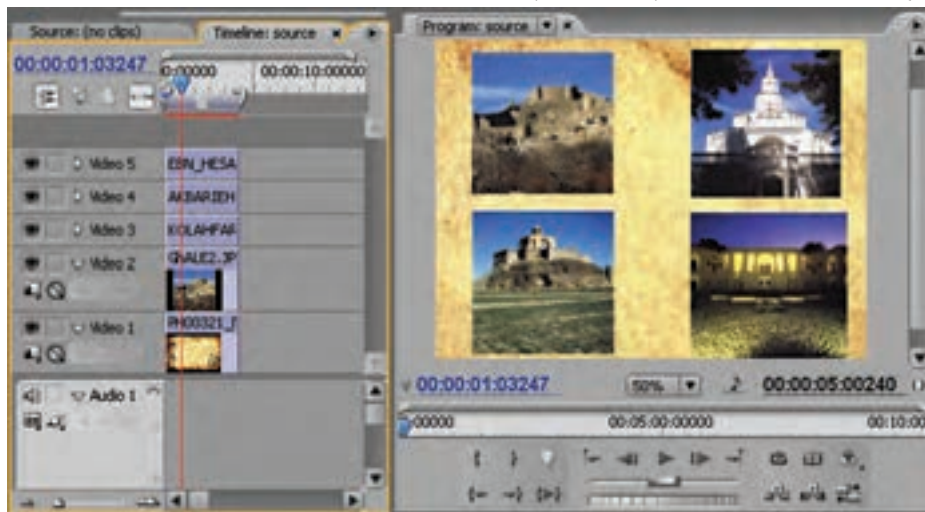 Source: (no clips)
Timeline: source
Program: source
00:00:01:03247
0:00000
00:00:10:00000
Video 5
EBN_HESA
Video 4
AKBARIEH
Video 3
KOLAHFAR
Video 2
GHALE2.JP
Video 1
PH00321_
Audio 1
00:00:01:03247
50%
00:00:05:00240
00000
00:05:00:00000
00:10:00